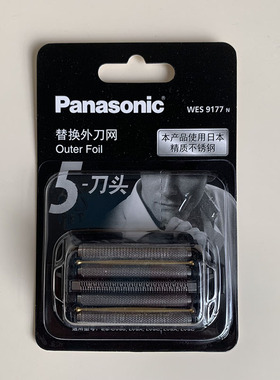 Panasonic
WES 9177 N
替换外刀网
Outer Foil
本产品使用日本
精质不锈钢
5-刀头